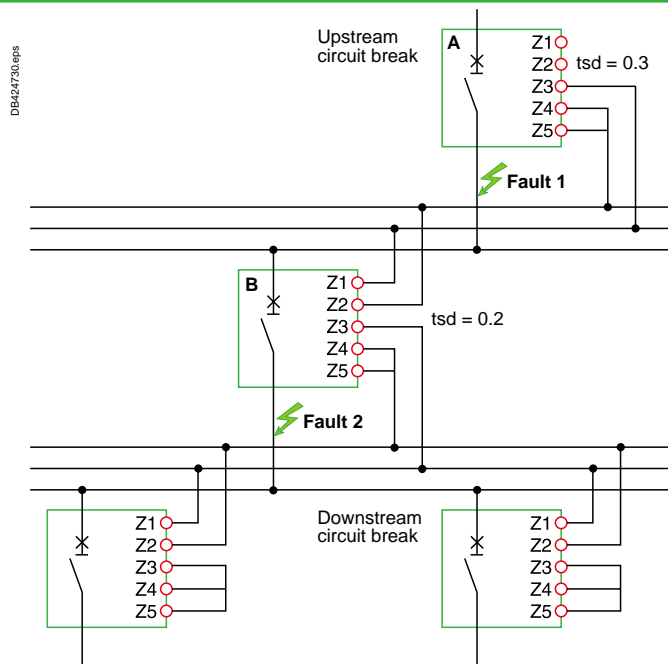 DB424730.eps
Upstream
circuit break
A
Z1
Z2
Z3
Z4
Z5
tsd = 0.3
Fault 1
B
Z1
Z2
Z3
Z4
Z5
tsd = 0.2
Fault 2
Z1
Z2
Z3
Z4
Z5
Downstream
circuit break
Z1
Z2
Z3
Z4
Z5